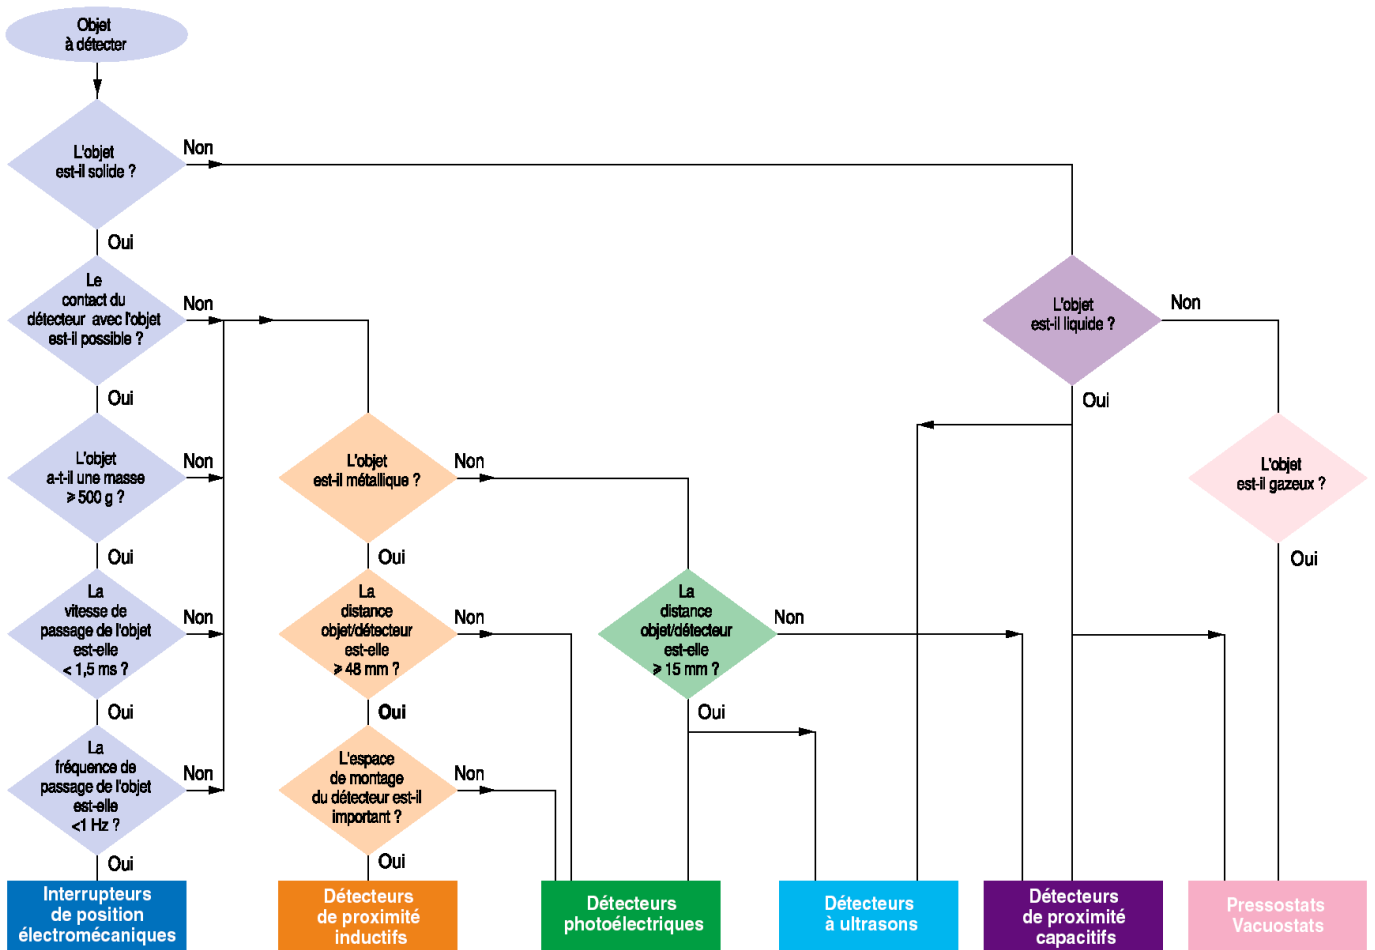 Objet
à détecter
L'objet
est-il solide ?
Non
Oui
Le
contact du
détecteur avec l'objet
est-il possible ?
Non
Oui
L'objet
a-t-il une masse
⩾ 500 g ?
Non
Oui
La
vitesse de
passage de l'objet
est-elle
< 1,5 ms ?
Non
Oui
La
fréquence de
passage de l'objet
est-elle
<1 Hz ?
Non
Oui
Interrupteurs
de position
électromécaniques
L'objet
est-il métallique ?
Non
Oui
La
distance
objet/détecteur
est-elle
⩾ 48 mm ?
Non
Oui
L'espace
de montage
du détecteur est-il
important ?
Non
Oui
Détecteurs
de proximité
inductifs
La
distance
objet/détecteur
est-elle
⩾ 15 mm ?
Non
Oui
Détecteurs
photoélectriques
Détecteurs
à ultrasons
L'objet
est-il liquide ?
Non
Oui
Détecteurs
de proximité
capacitifs
L'objet
est-il gazeux ?
Oui
Pressostats
Vacuostats